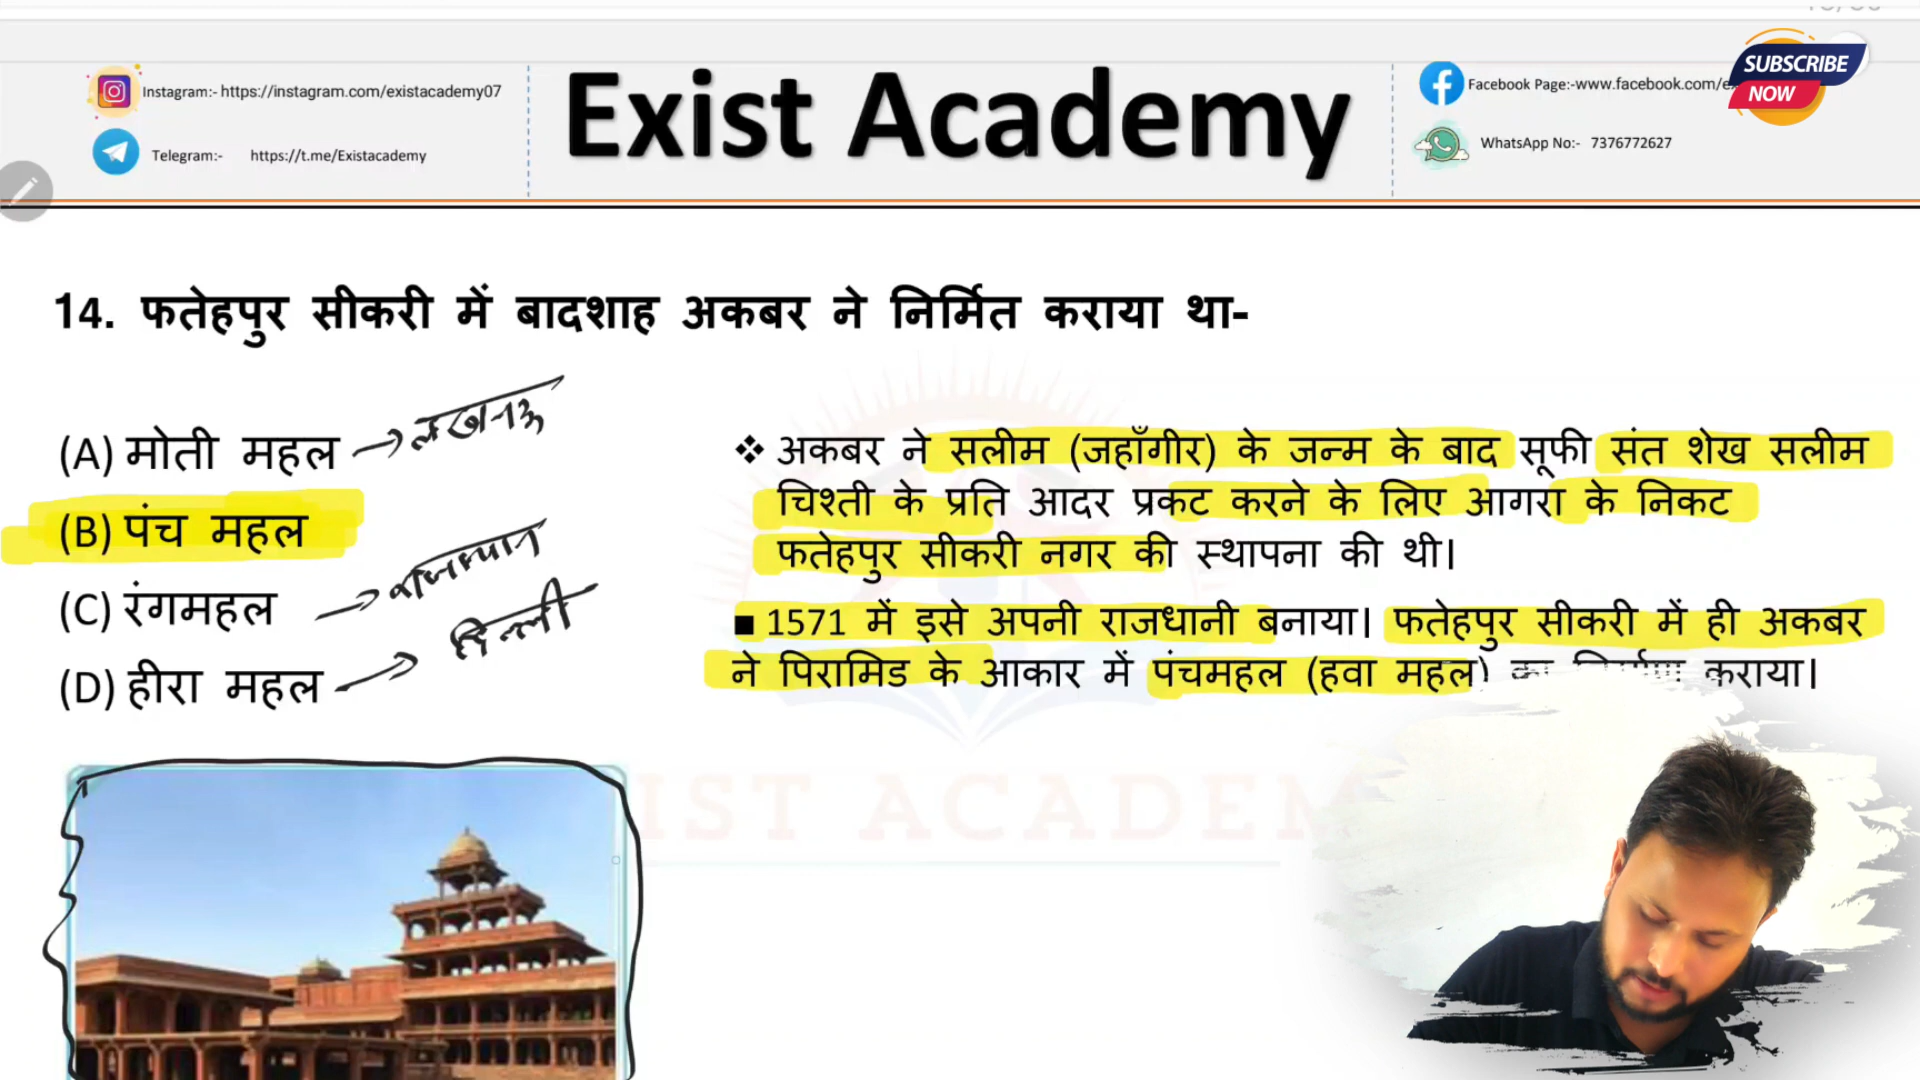 SUBSCRIBE
NOW
Instagram:- https://instagram.com/existacademy07
Telegram:- https://t.me/Existacademy
Exist Academy
Facebook Page:-www.facebook.com/e
WhatsApp No:- 7376772627
14. फतेहपुर सीकरी में बादशाह अकबर ने निर्मित कराया था-
(A) मोती महल → लखनऊ
(B) पंच महल
(C) रंगमहल → राजस्थान
(D) हीरा महल → दिल्ली
❖ अकबर ने सलीम (जहाँगीर) के जन्म के बाद सूफी संत शेख सलीम
चिश्ती के प्रति आदर प्रकट करने के लिए आगरा के निकट
फतेहपुर सीकरी नगर की स्थापना की थी।
■ 1571 में इसे अपनी राजधानी बनाया। फतेहपुर सीकरी में ही अकबर
ने पिरामिड के आकार में पंचमहल (हवा महल) का निर्माण कराया।
IST ACADEM